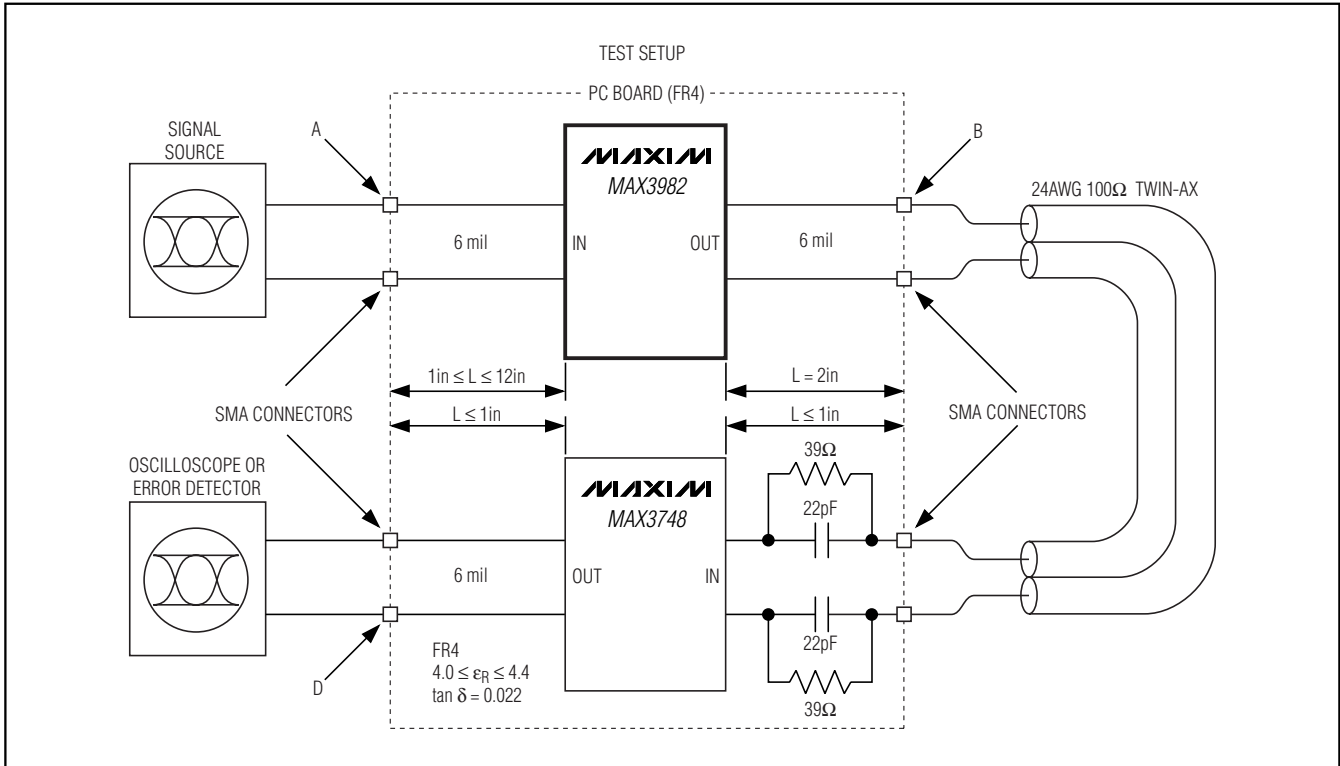 TEST SETUP
PC BOARD (FR4)
SIGNAL
SOURCE
A
B
MAXIM
MAX3982
24AWG 100Ω TWIN-AX
6 mil
IN
OUT
6 mil
1in ≤ L ≤ 12in
L = 2in
SMA CONNECTORS
L ≤ 1in
L ≤ 1in
SMA CONNECTORS
OSCILLOSCOPE OR
ERROR DETECTOR
39Ω
MAXIM
MAX3748
22pF
6 mil
OUT
IN
22pF
FR4
4.0 ≤ εR ≤ 4.4
tan δ = 0.022
D
39Ω